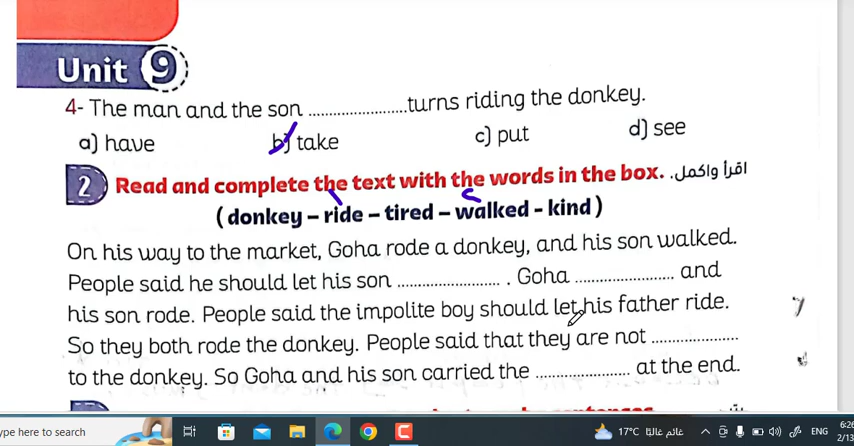 Unit 9
4- The man and the son ......................turns riding the donkey.
a) have b) take c) put d) see
2 Read and complete the text with the words in the box. اقرأ واكمل.
( donkey – ride – tired – walked - kind )
On his way to the market, Goha rode a donkey, and his son walked.
People said he should let his son ....................... . Goha ...................... and
his son rode. People said the impolite boy should let his father ride.
So they both rode the donkey. People said that they are not ...................
to the donkey. So Goha and his son carried the ..................... at the end.
ype here to search 17°C غائم غالبًا ENG 6:26
2/13